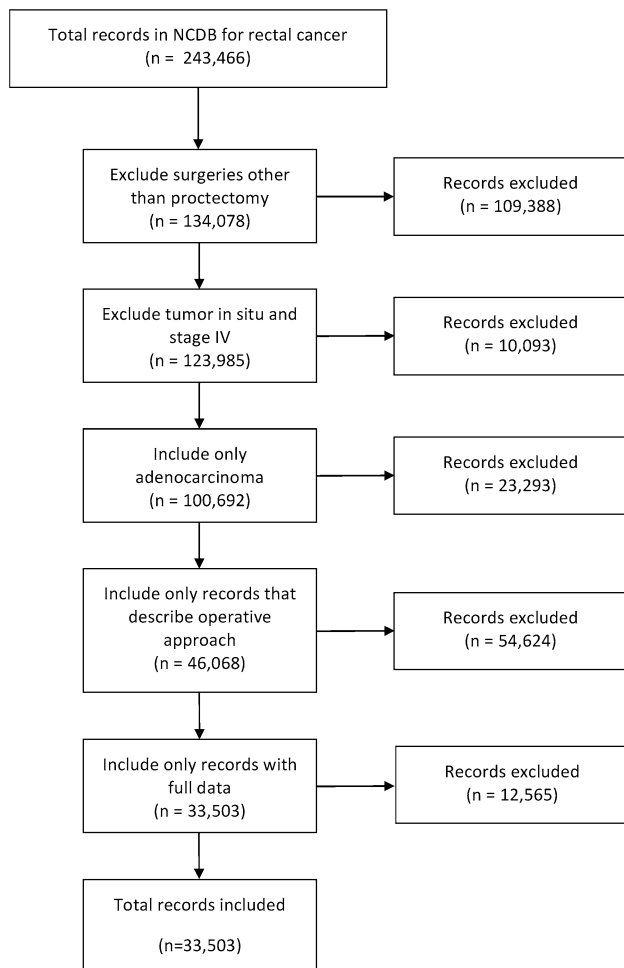 Total records in NCDB for rectal cancer
(n =  243,466)
Exclude surgeries other
than proctectomy
(n = 134,078)
Records excluded
(n = 109,388)
Exclude tumor in situ and
stage IV
(n = 123,985)
Records excluded
(n = 10,093)
Include only
adenocarcinoma
(n = 100,692)
Records excluded
(n = 23,293)
Include only records that
describe operative
approach
(n = 46,068)
Records excluded
(n = 54,624)
Include only records with
full data
(n = 33,503)
Records excluded
(n = 12,565)
Total records included
(n=33,503)